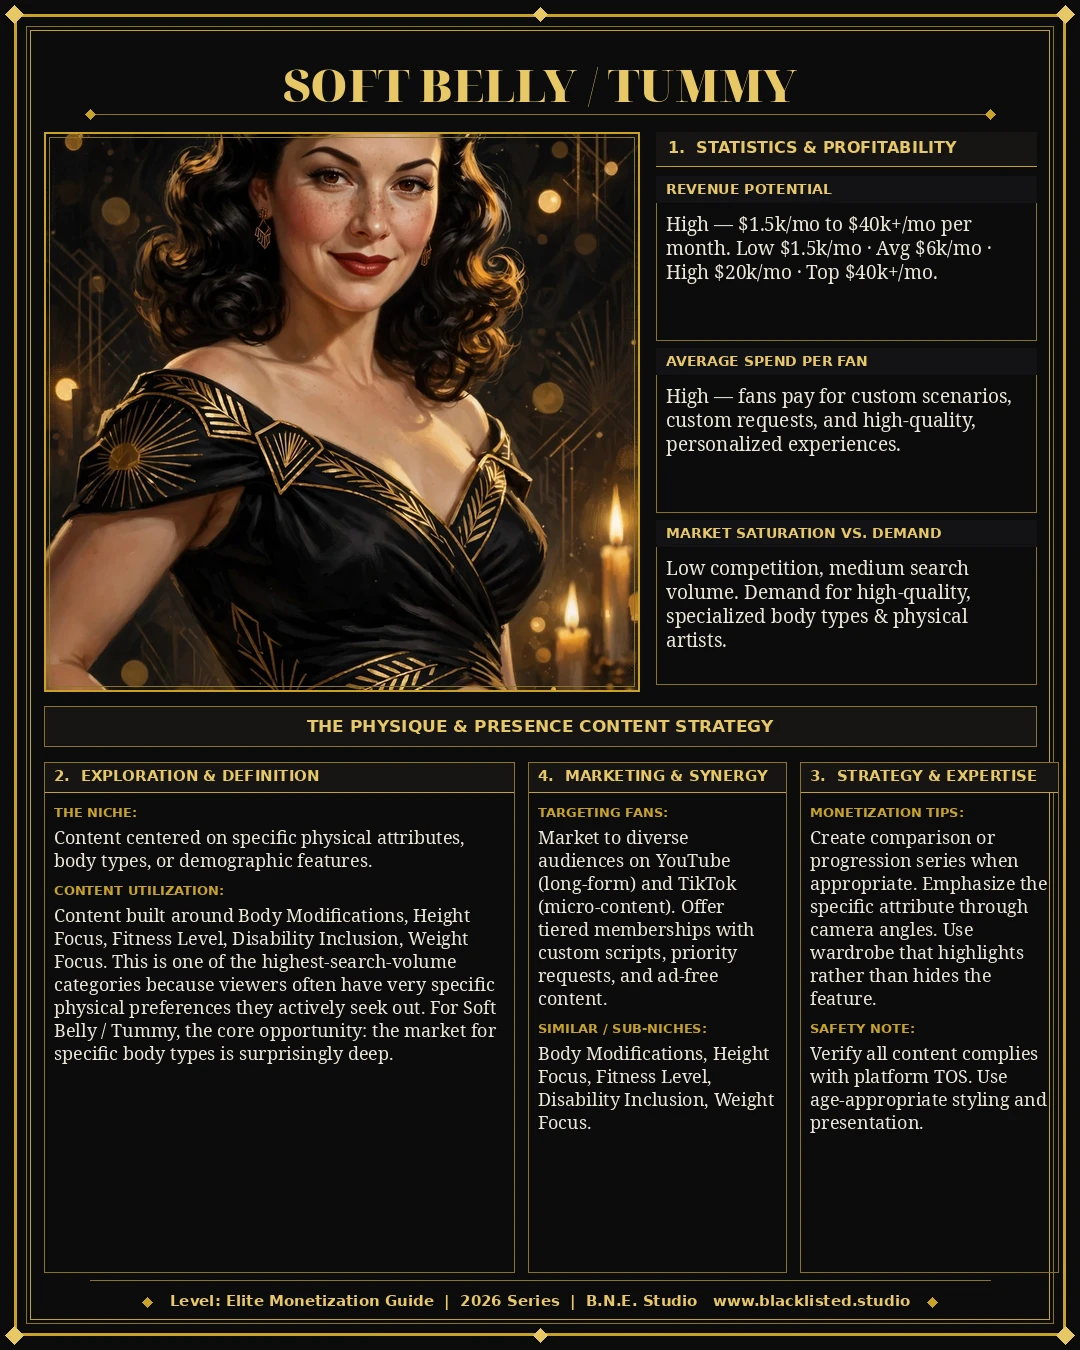 SOFT BELLY / TUMMY
1. STATISTICS & PROFITABILITY
REVENUE POTENTIAL
High — $1.5k/mo to $40k+/mo per
month. Low $1.5k/mo · Avg $6k/mo ·
High $20k/mo · Top $40k+/mo.
AVERAGE SPEND PER FAN
High — fans pay for custom scenarios,
custom requests, and high-quality,
personalized experiences.
MARKET SATURATION VS. DEMAND
Low competition, medium search
volume. Demand for high-quality,
specialized body types & physical
artists.
THE PHYSIQUE & PRESENCE CONTENT STRATEGY
2. EXPLORATION & DEFINITION
THE NICHE:
Content centered on specific physical attributes,
body types, or demographic features.
CONTENT UTILIZATION:
Content built around Body Modifications, Height
Focus, Fitness Level, Disability Inclusion, Weight
Focus. This is one of the highest-search-volume
categories because viewers often have very specific
physical preferences they actively seek out. For Soft
Belly / Tummy, the core opportunity: the market for
specific body types is surprisingly deep.
4. MARKETING & SYNERGY
TARGETING FANS:
Market to diverse
audiences on YouTube
(long-form) and TikTok
(micro-content). Offer
tiered memberships with
custom scripts, priority
requests, and ad-free
content.
SIMILAR / SUB-NICHES:
Body Modifications, Height
Focus, Fitness Level,
Disability Inclusion, Weight
Focus.
3. STRATEGY & EXPERTISE
MONETIZATION TIPS:
Create comparison or
progression series when
appropriate. Emphasize the
specific attribute through
camera angles. Use
wardrobe that highlights
rather than hides the
feature.
SAFETY NOTE:
Verify all content complies
with platform TOS. Use
age-appropriate styling and
presentation.
Level: Elite Monetization Guide | 2026 Series | B.N.E. Studio www.blacklisted.studio